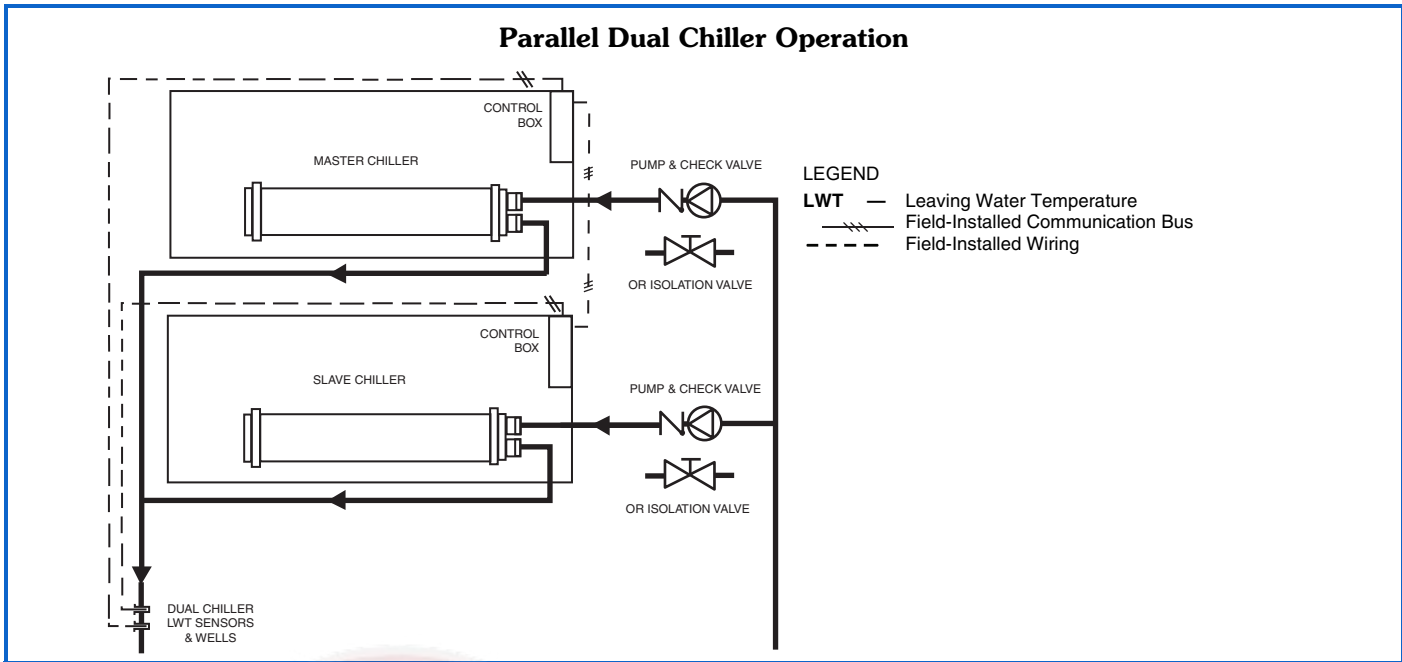 Parallel Dual Chiller Operation
CONTROL
BOX
MASTER CHILLER
PUMP & CHECK VALVE
OR ISOLATION VALVE
LEGEND
LWT — Leaving Water Temperature
Field-Installed Communication Bus
Field-Installed Wiring
CONTROL
BOX
SLAVE CHILLER
PUMP & CHECK VALVE
OR ISOLATION VALVE
DUAL CHILLER
LWT SENSORS
& WELLS